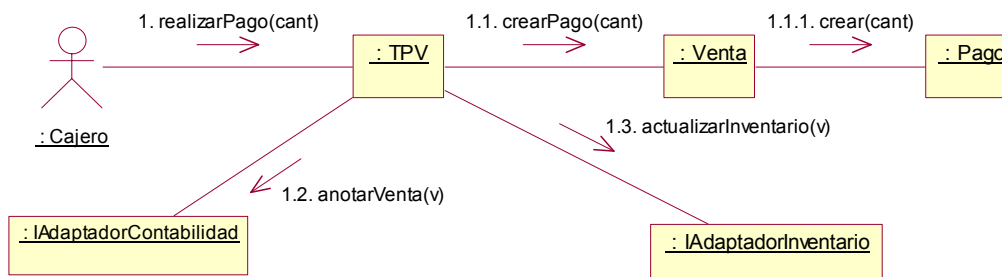 1. realizarPago(cant)
1.1. crearPago(cant)
1.1.1. crear(cant)
: TPV
: Venta
: Pago
: Cajero
1.3. actualizarInventario(v)
1.2. anotarVenta(v)
: IAdaptadorContabilidad
: IAdaptadorInventario